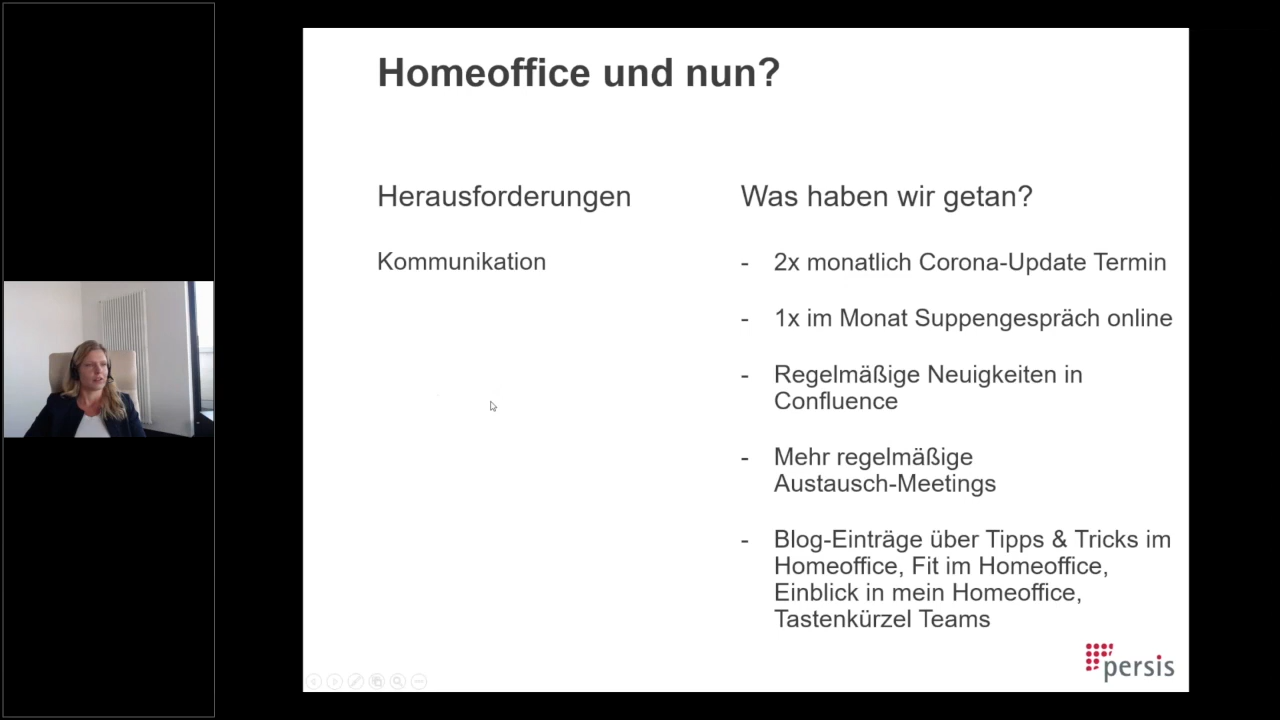 Homeoffice und nun?
Herausforderungen
Kommunikation
Was haben wir getan?
- 2x monatlich Corona-Update Termin
- 1x im Monat Suppengespräch online
- Regelmäßige Neuigkeiten in
Confluence
- Mehr regelmäßige
Austausch-Meetings
- Blog-Einträge über Tipps & Tricks im
Homeoffice, Fit im Homeoffice,
Einblick in mein Homeoffice,
Tastenkürzel Teams
persis